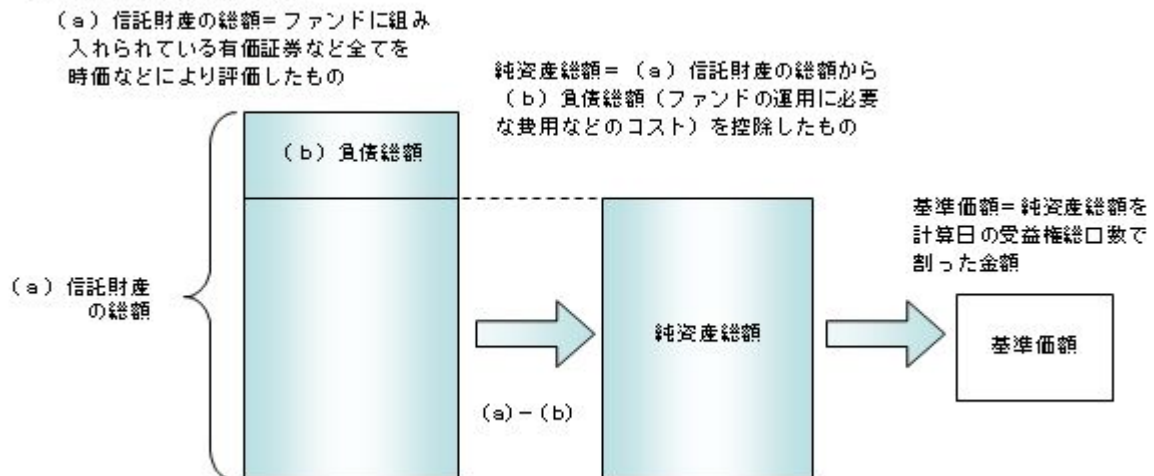 (a)信託財産の総額=ファンドに組み
入れられている有価証券など全てを
時価などにより評価したもの
純資産総額=(a)信託財産の総額から
(b)負債総額(ファンドの運用に必要
な費用などのコスト)を控除したもの
(b)負債総額
基準価額=純資産総額を
計算日の受益権総口数で
割った金額
(a)信託財産
の総額
純資産総額
基準価額
(a)-(b)